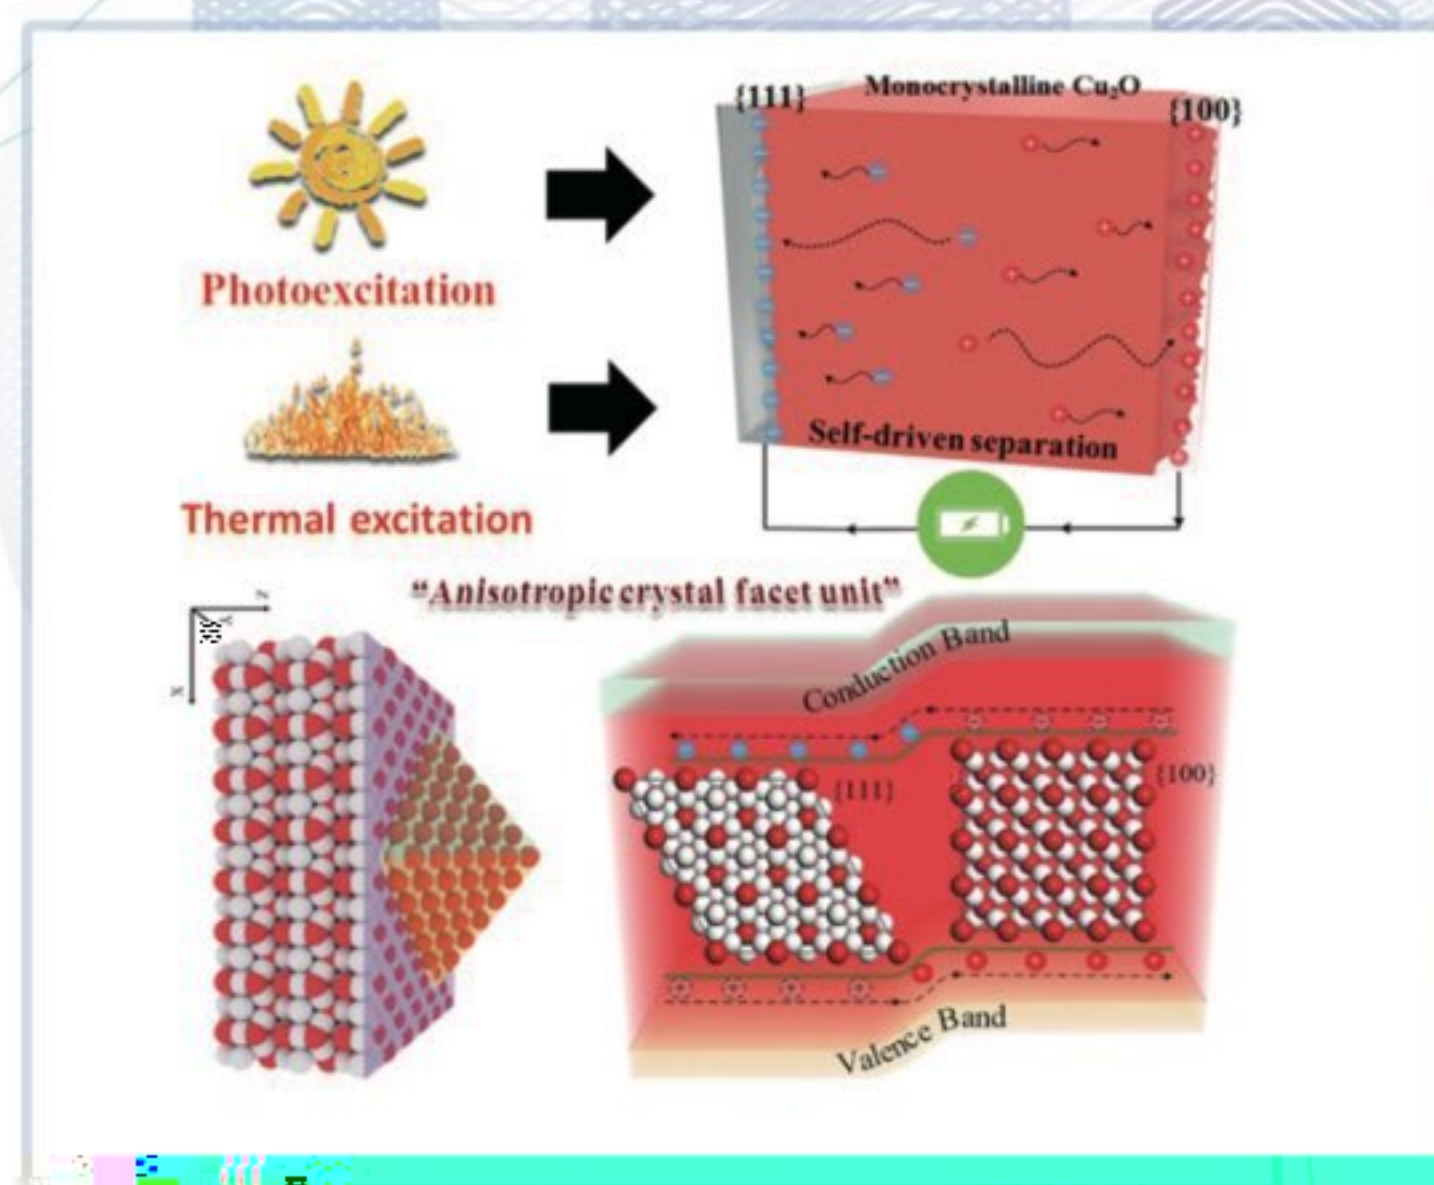 Monocrystalline Cu₂O
{111}
{100}
Photoexcitation
Self-driven separation
Thermal excitation
"Anisotropic crystal facet unit"
Z
Y
X
Conduction Band
{111}
{100}
Valence Band